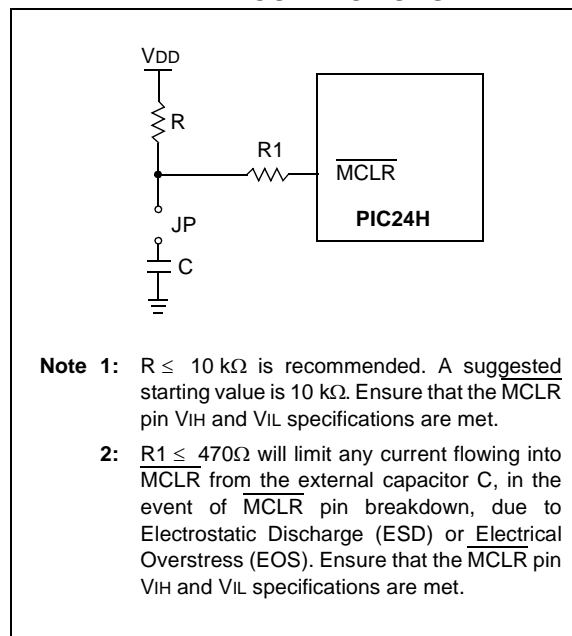 VDD
R
R1
MCLR
JP
PIC24H
C
Note 1: R ≤ 10 kΩ is recommended. A suggested
starting value is 10 kΩ. Ensure that the MCLR
pin VIH and VIL specifications are met.
2: R1 ≤ 470Ω will limit any current flowing into
MCLR from the external capacitor C, in the
event of MCLR pin breakdown, due to
Electrostatic Discharge (ESD) or Electrical
Overstress (EOS). Ensure that the MCLR pin
VIH and VIL specifications are met.